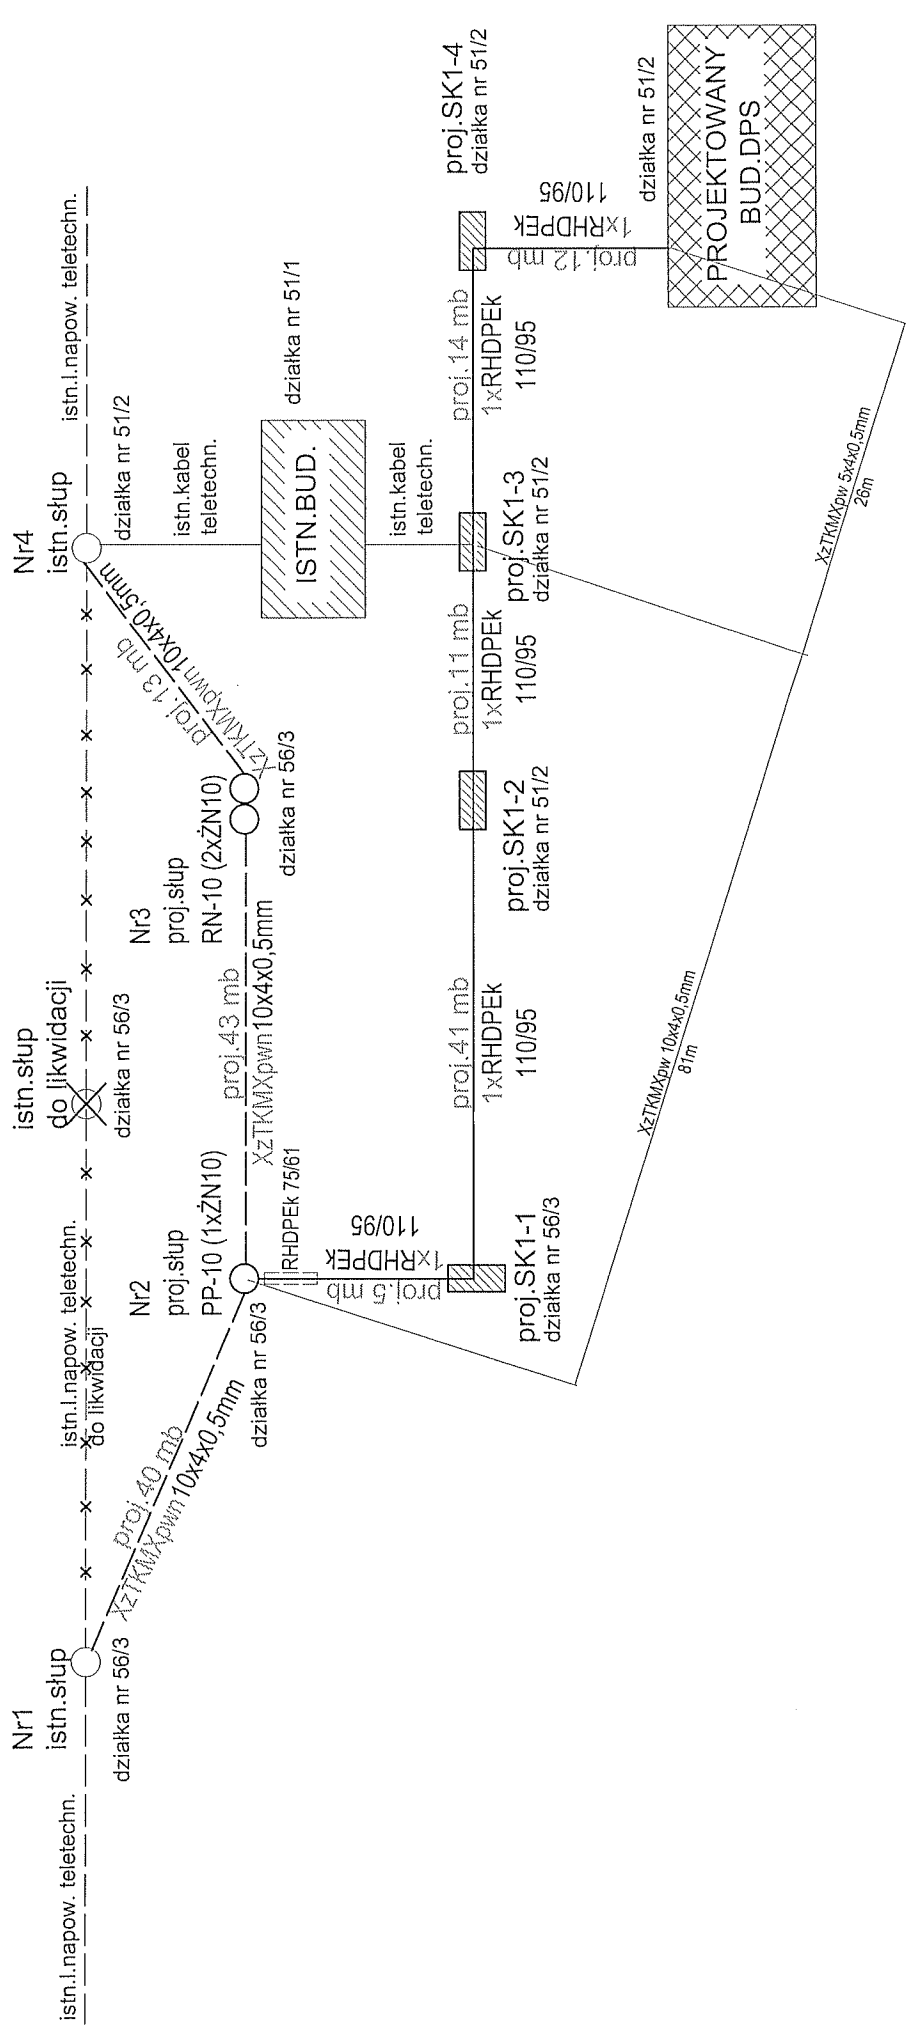 istn.l.napow. teletechn.
Nr1
istn.słup
działka nr 56/3
proj.40 mb
XzTKMXpwn10x4x0,5mm
istn.l.napow. teletechn.
do likwidacji
Nr2
proj.słup
PP-10 (1xŻN10)
działka nr 56/3
RHDPEk 75/61
proj.5 mb
1xRHDPEk
110/95
proj.SK1-1
działka nr 56/3
istn.słup
do likwidacji
działka nr 56/3
proj.43 mb
XzTKMXpwn10x4x0,5mm
Nr3
proj.słup
RN-10 (2xŻN10)
działka nr 56/3
proj.13 mb
XzTKMXpwn10x4x0,5mm
Nr4
istn.słup
działka nr 51/2
istn.l.napow. teletechn.
istn.kabel
teletechn.
ISTN.BUD.
działka nr 51/1
istn.kabel
teletechn.
proj.41 mb
1xRHDPEk
110/95
proj.SK1-2
działka nr 51/2
proj.11 mb
1xRHDPEk
110/95
proj.SK1-3
działka nr 51/2
proj.14 mb
1xRHDPEk
110/95
proj.SK1-4
działka nr 51/2
proj.12 mb
1xRHDPEk
110/95
działka nr 51/2
PROJEKTOWANY
BUD.DPS
XzTKMXpw 10x4x0,5mm
81m
XzTKMXpw 5x4x0,5mm
26m